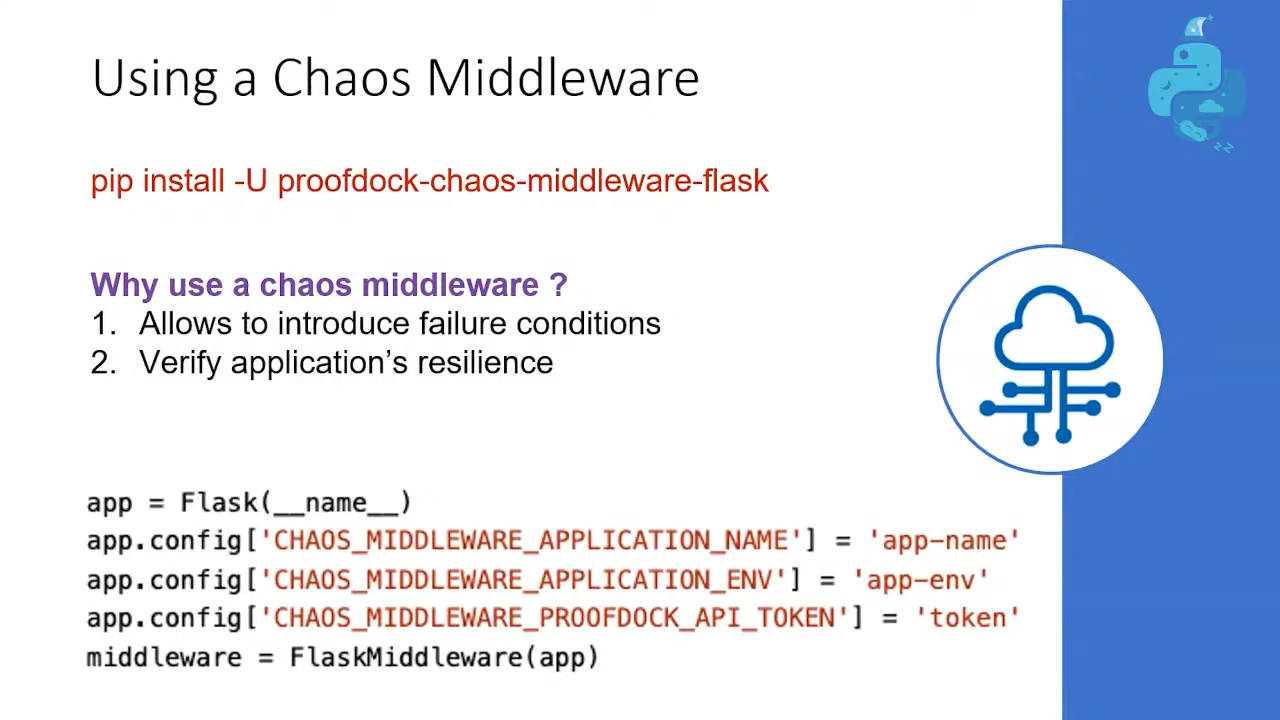 Using a Chaos Middleware
pip install -U proofdock-chaos-middleware-flask
Why use a chaos middleware ?
1. Allows to introduce failure conditions
2. Verify application's resilience
app = Flask(__name__)
app.config['CHAOS_MIDDLEWARE_APPLICATION_NAME'] = 'app-name'
app.config['CHAOS_MIDDLEWARE_APPLICATION_ENV'] = 'app-env'
app.config['CHAOS_MIDDLEWARE_PROOFDOCK_API_TOKEN'] = 'token'
middleware = FlaskMiddleware(app)
zz